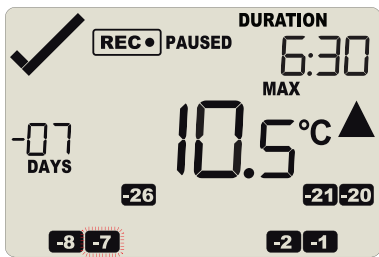 DURATION
REC PAUSED 6:30
MAX
-07 10.5°C
DAYS
-26 -21 -20
-8 -7 -2 -1